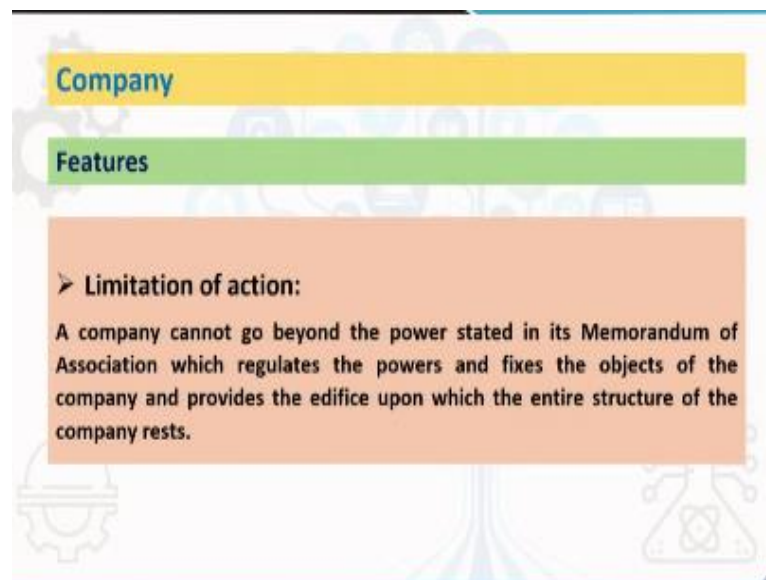 Company
Features
➤ Limitation of action:
A company cannot go beyond the power stated in its Memorandum of
Association which regulates the powers and fixes the objects of the
company and provides the edifice upon which the entire structure of the
company rests.